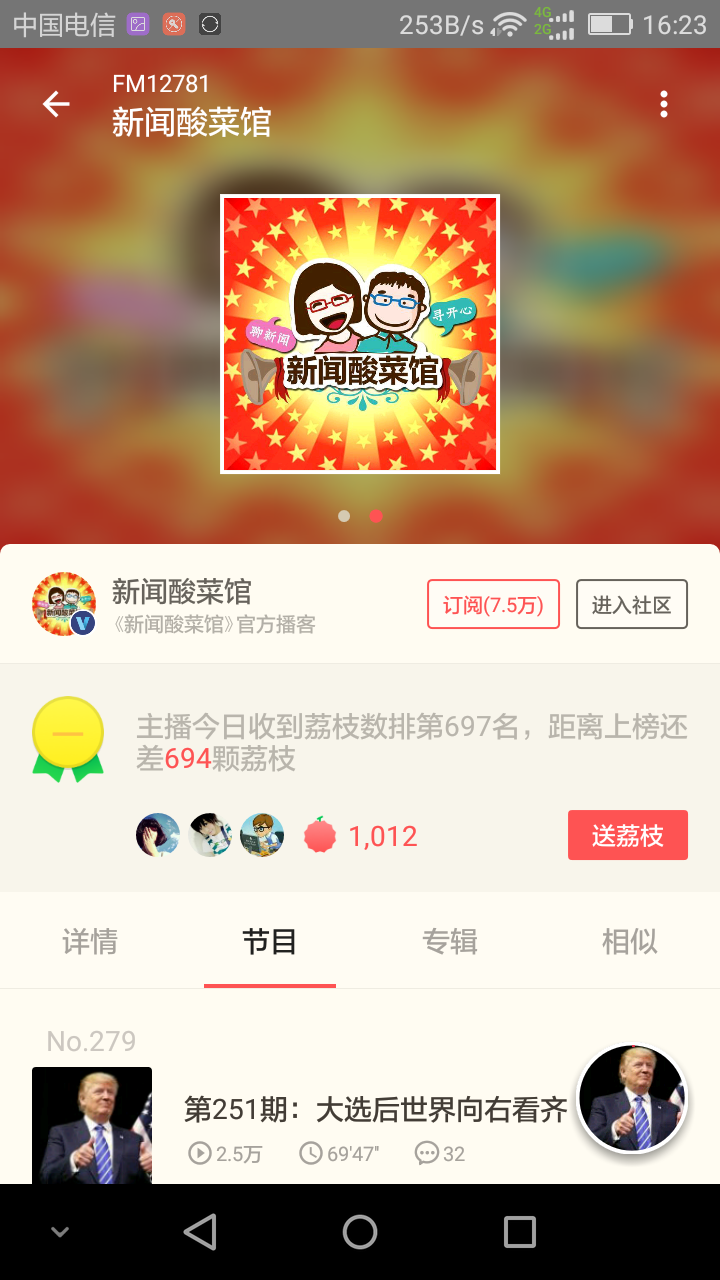 中国电信 253B/s 4G 2G 16:23
FM12781
新闻酸菜馆
寻开心
聊新闻
新闻酸菜馆
新闻酸菜馆
《新闻酸菜馆》官方播客
订阅(7.5万)
进入社区
主播今日收到荔枝数排第697名，距离上榜还
差694颗荔枝
1,012
送荔枝
详情 节目 专辑 相似
No.279
第251期：大选后世界向右看齐
2.5万 69'47" 32